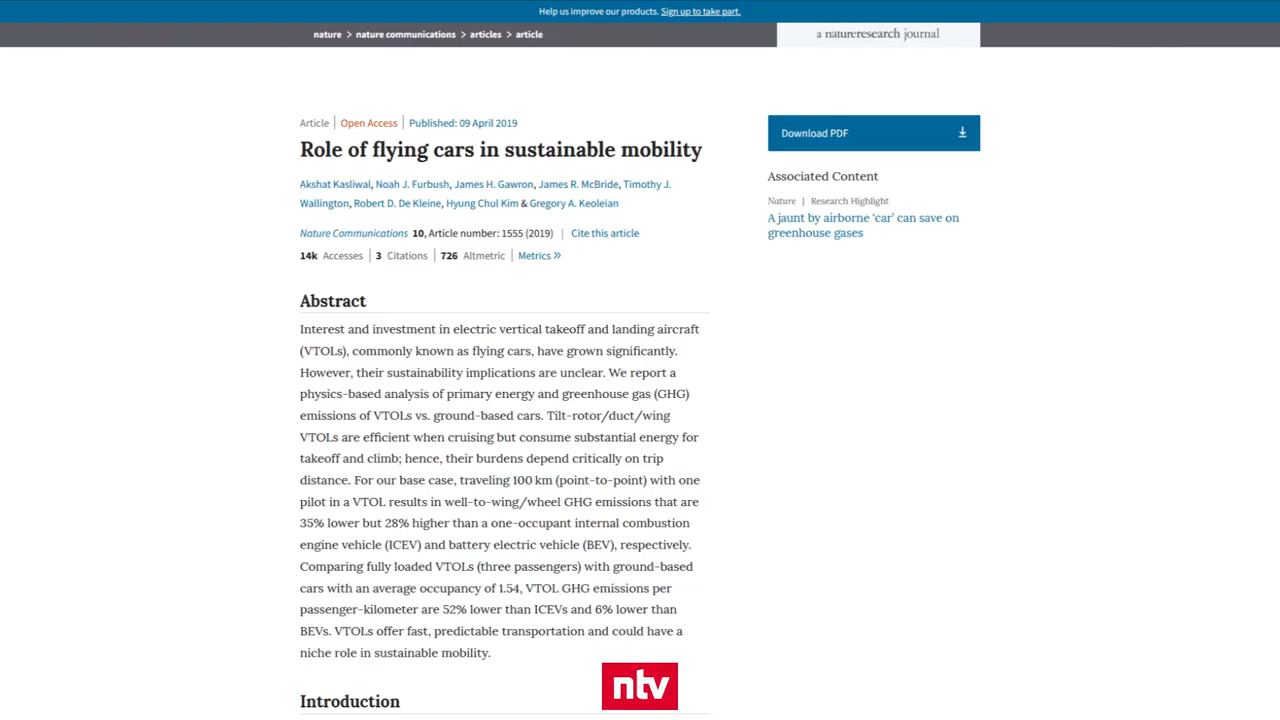 Help us improve our products. Sign up to take part.
nature > nature communications > articles > article
a natureresearch journal
Article | Open Access | Published: 09 April 2019
Role of flying cars in sustainable mobility
Akshat Kasliwal, Noah J. Furbush, James H. Gawron, James R. McBride, Timothy J.
Wallington, Robert D. De Kleine, Hyung Chul Kim & Gregory A. Keoleian
Nature Communications 10, Article number: 1555 (2019) | Cite this article
14k Accesses | 3 Citations | 726 Altmetric | Metrics »
Abstract
Interest and investment in electric vertical takeoff and landing aircraft
(VTOLs), commonly known as flying cars, have grown significantly.
However, their sustainability implications are unclear. We report a
physics-based analysis of primary energy and greenhouse gas (GHG)
emissions of VTOLs vs. ground-based cars. Tilt-rotor/duct/wing
VTOLs are efficient when cruising but consume substantial energy for
takeoff and climb; hence, their burdens depend critically on trip
distance. For our base case, traveling 100 km (point-to-point) with one
pilot in a VTOL results in well-to-wing/wheel GHG emissions that are
35% lower but 28% higher than a one-occupant internal combustion
engine vehicle (ICEV) and battery electric vehicle (BEV), respectively.
Comparing fully loaded VTOLs (three passengers) with ground-based
cars with an average occupancy of 1.54, VTOL GHG emissions per
passenger-kilometer are 52% lower than ICEVs and 6% lower than
BEVs. VTOLs offer fast, predictable transportation and could have a
niche role in sustainable mobility.
Introduction
Download PDF
Associated Content
Nature | Research Highlight
A jaunt by airborne ‘car’ can save on
greenhouse gases
ntv